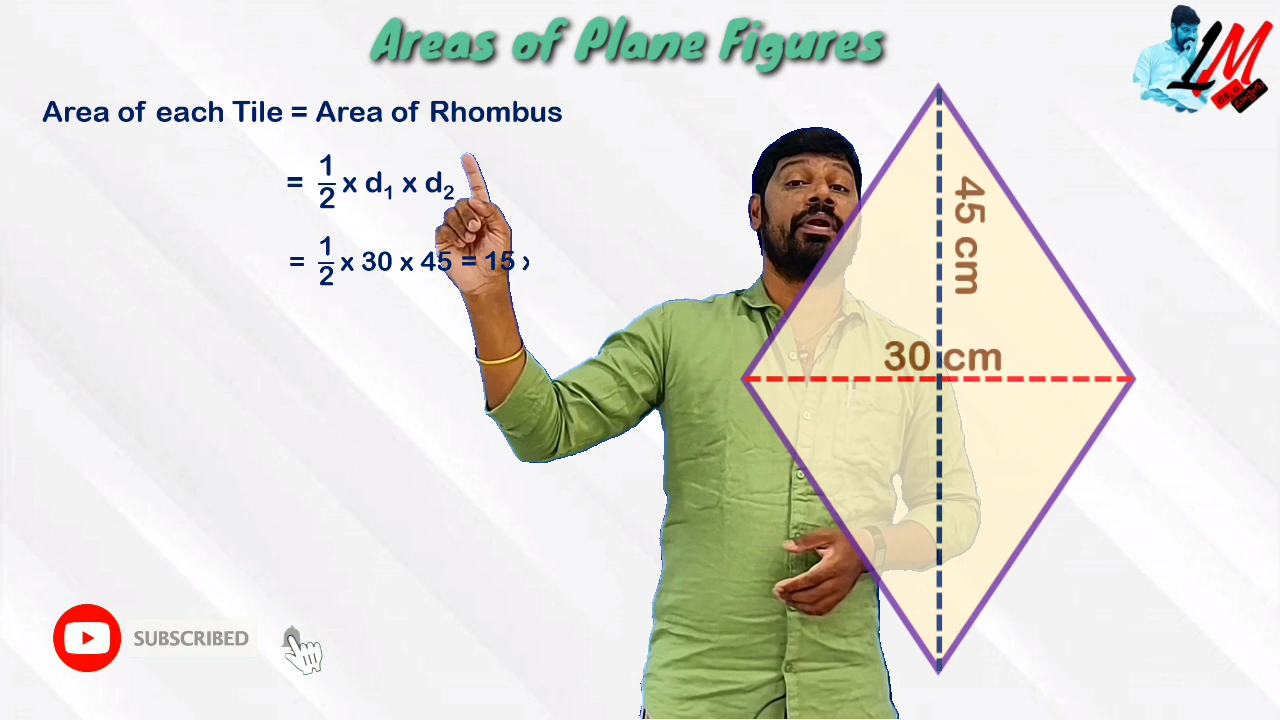 Areas of Plane Figures
LM
Area of each Tile = Area of Rhombus
= 1/2 x d₁ x d₂
= 1/2 x 30 x 45 = 15 x
45 cm
30 cm
SUBSCRIBED